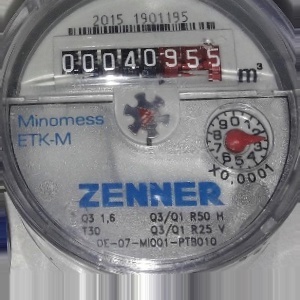 2015 1901195
00040955
m³
Minomess
ETK-M
X0,0001
ZENNER
Q3 1,6 Q3/Q1 R50 H
T30 Q3/Q1 R25 V
DE-07-MI001-PTB010